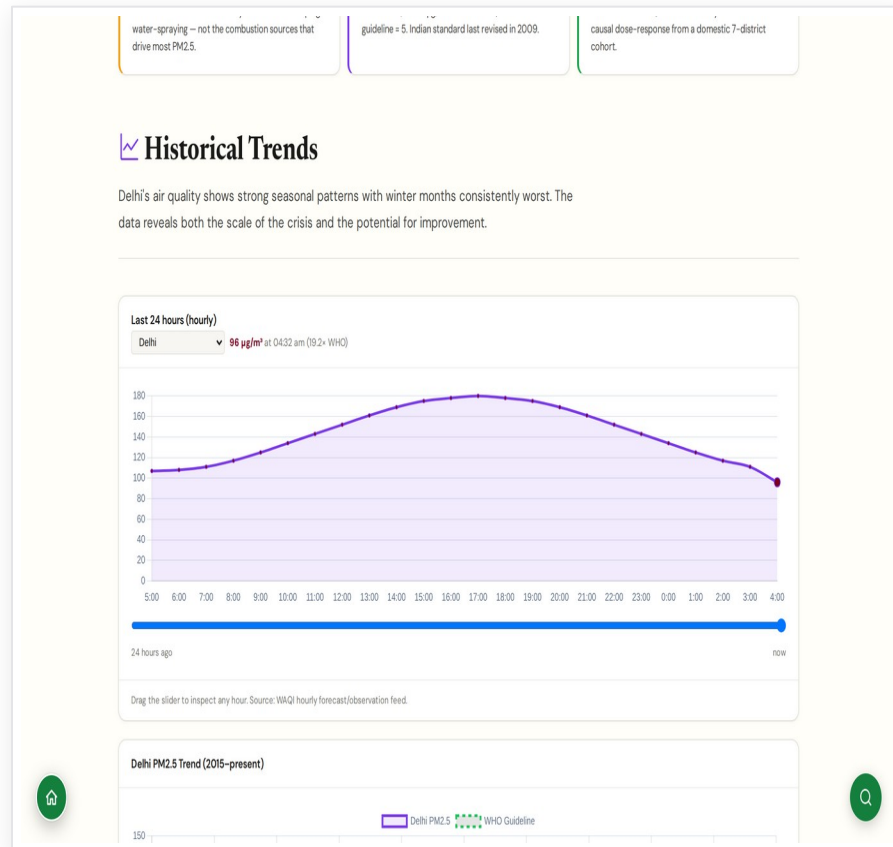 water-spraying — not the combustion sources that
drive most PM2.5.
guideline = 5. Indian standard last revised in 2009.
causal dose-response from a domestic 7-district
cohort.
Historical Trends
Delhi's air quality shows strong seasonal patterns with winter months consistently worst. The
data reveals both the scale of the crisis and the potential for improvement.
Last 24 hours (hourly)
Delhi
96 µg/m³ at 04:32 am (19.2× WHO)
180
160
140
120
100
80
60
40
20
0
5:00 6:00 7:00 8:00 9:00 10:00 11:00 12:00 13:00 14:00 15:00 16:00 17:00 18:00 19:00 20:00 21:00 22:00 23:00 0:00 1:00 2:00 3:00 4:00
24 hours ago now
Drag the slider to inspect any hour. Source: WAQI hourly forecast/observation feed.
Delhi PM2.5 Trend (2015–present)
Delhi PM2.5 WHO Guideline
150